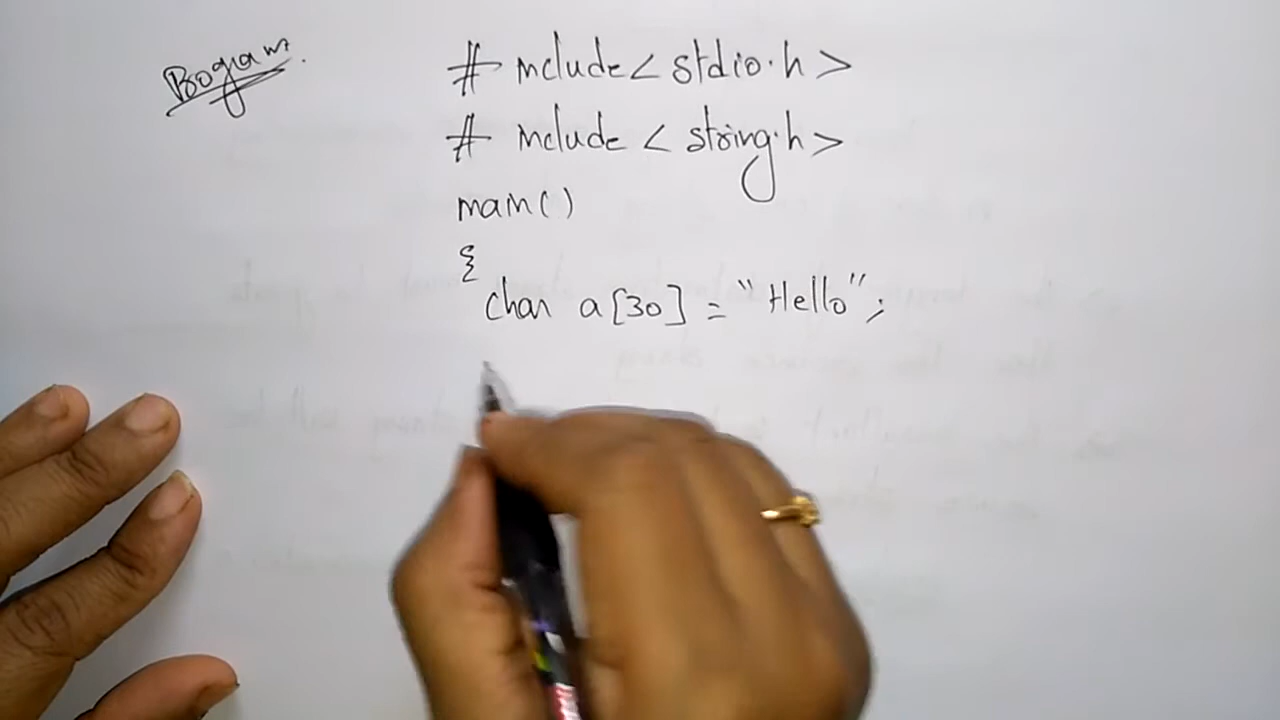 Program.
# include < stdio.h >
# include < string.h >
main()
{
char a[30] = "Hello";